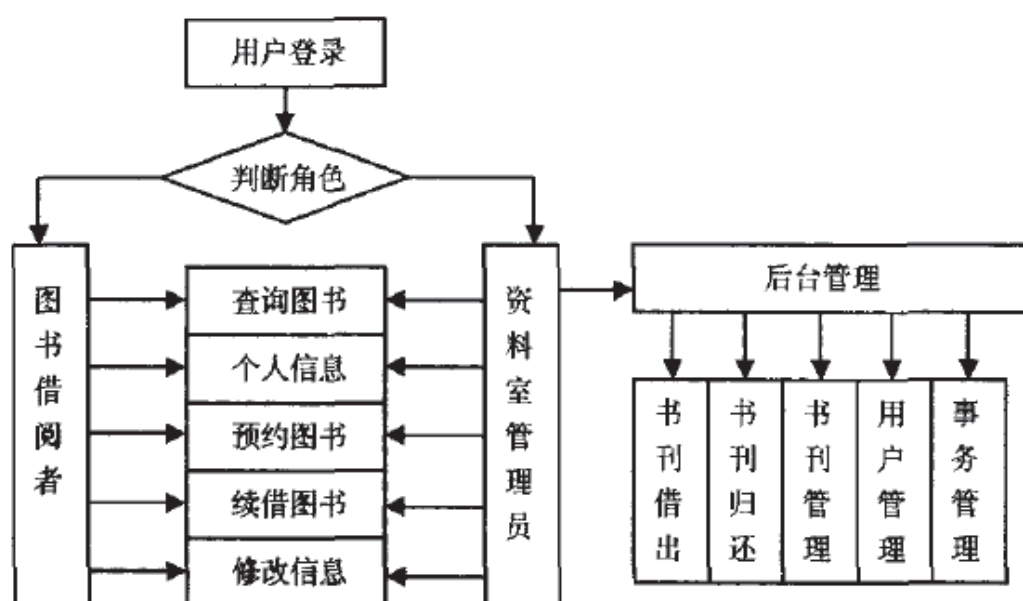 用户登录
判断角色
图书借阅者
查询图书
个人信息
预约图书
续借图书
修改信息
资料室管理员
后台管理
书刊借出
书刊归还
书刊管理
用户管理
事务管理